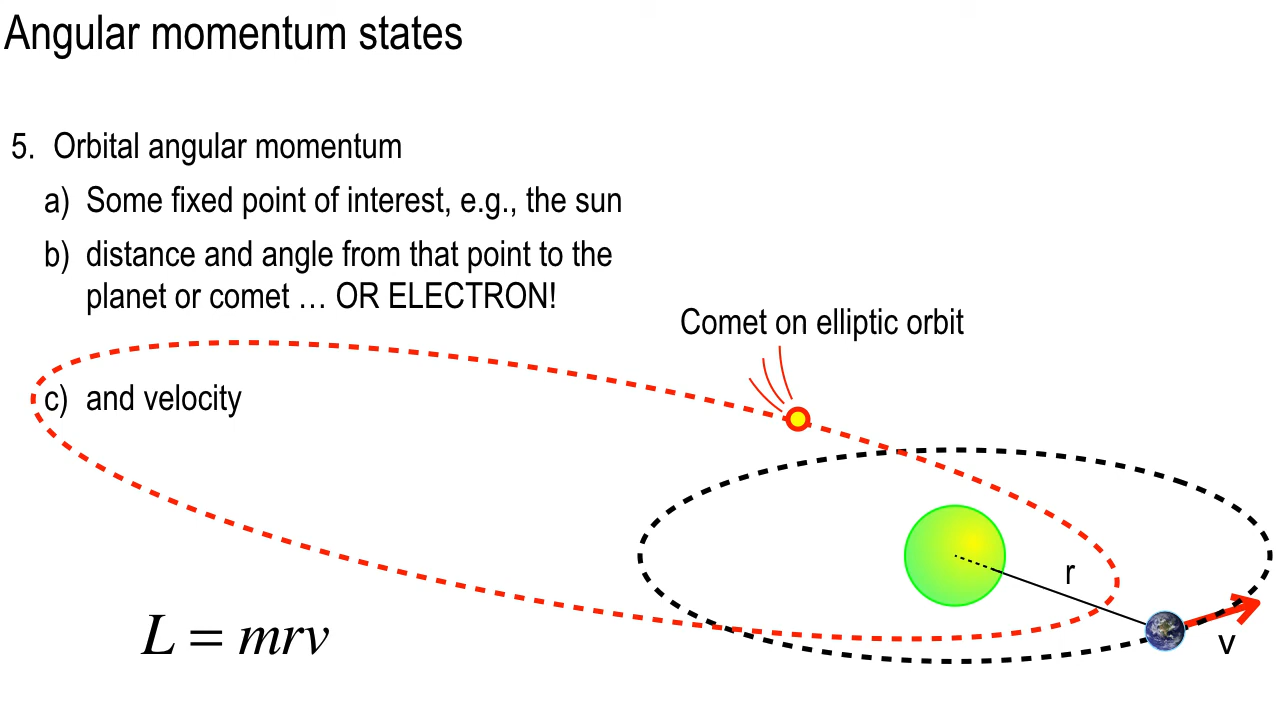 Angular momentum states
5. Orbital angular momentum
a) Some fixed point of interest, e.g., the sun
b) distance and angle from that point to the
planet or comet … OR ELECTRON!
Comet on elliptic orbit
c) and velocity
r
L = mrv
v